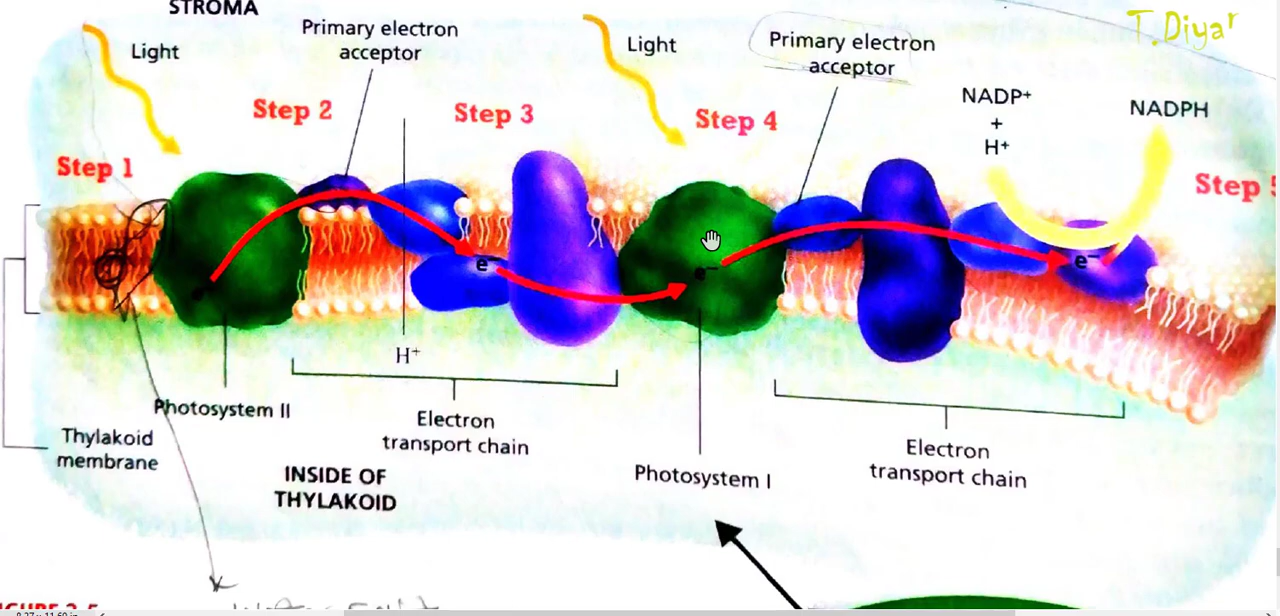 STROMA
T.Diyar
Light
Primary electron
acceptor
Light
Primary electron
acceptor
NADP⁺
+
H⁺
NADPH
Step 1
Step 2
Step 3
Step 4
Step
e⁻
e
e⁻
H⁺
Photosystem II
Electron
transport chain
Thylakoid
membrane
INSIDE OF
THYLAKOID
Photosystem I
Electron
transport chain